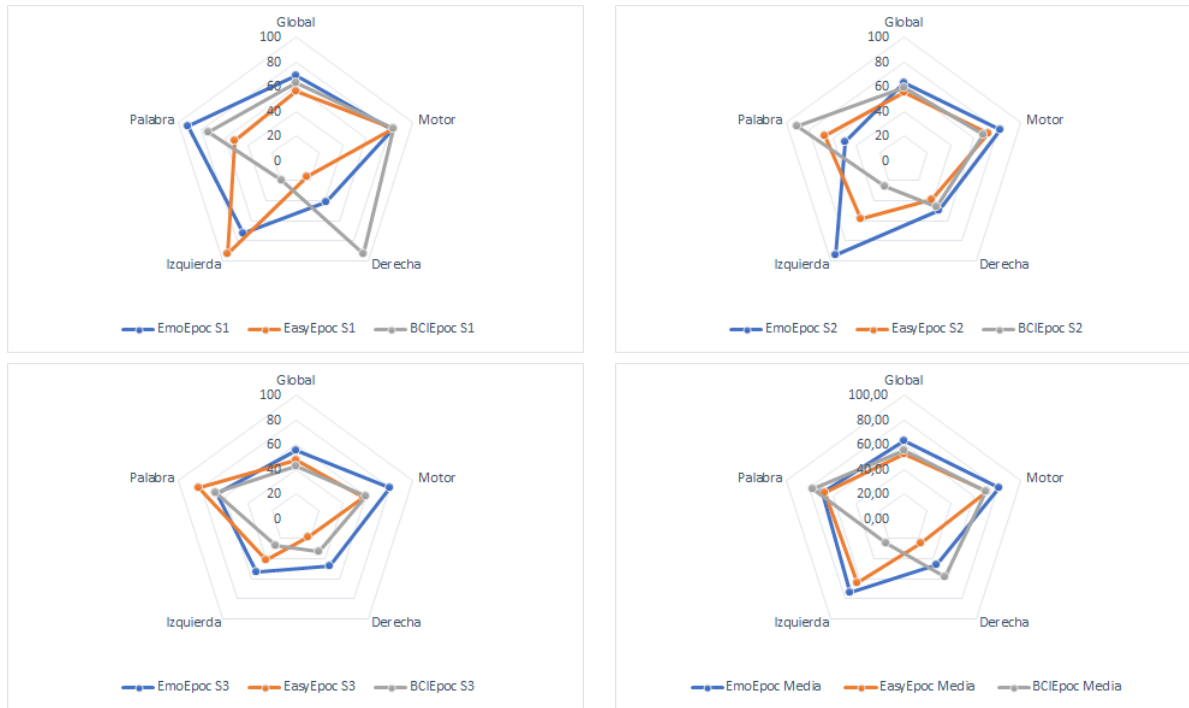 Global
100
80
60
40
20
0
Palabra
Motor
Izquierda
Derecha
EmoEpoc S1 EasyEpoc S1 BCIEpoc S1
Global
100
80
60
40
20
0
Palabra
Motor
Izquierda
Derecha
EmoEpoc S2 EasyEpoc S2 BCIEpoc S2
Global
100
80
60
40
20
0
Palabra
Motor
Izquierda
Derecha
EmoEpoc S3 EasyEpoc S3 BCIEpoc S3
Global
100,00
80,00
60,00
40,00
20,00
0,00
Palabra
Motor
Izquierda
Derecha
EmoEpoc Media EasyEpoc Media BCIEpoc Media